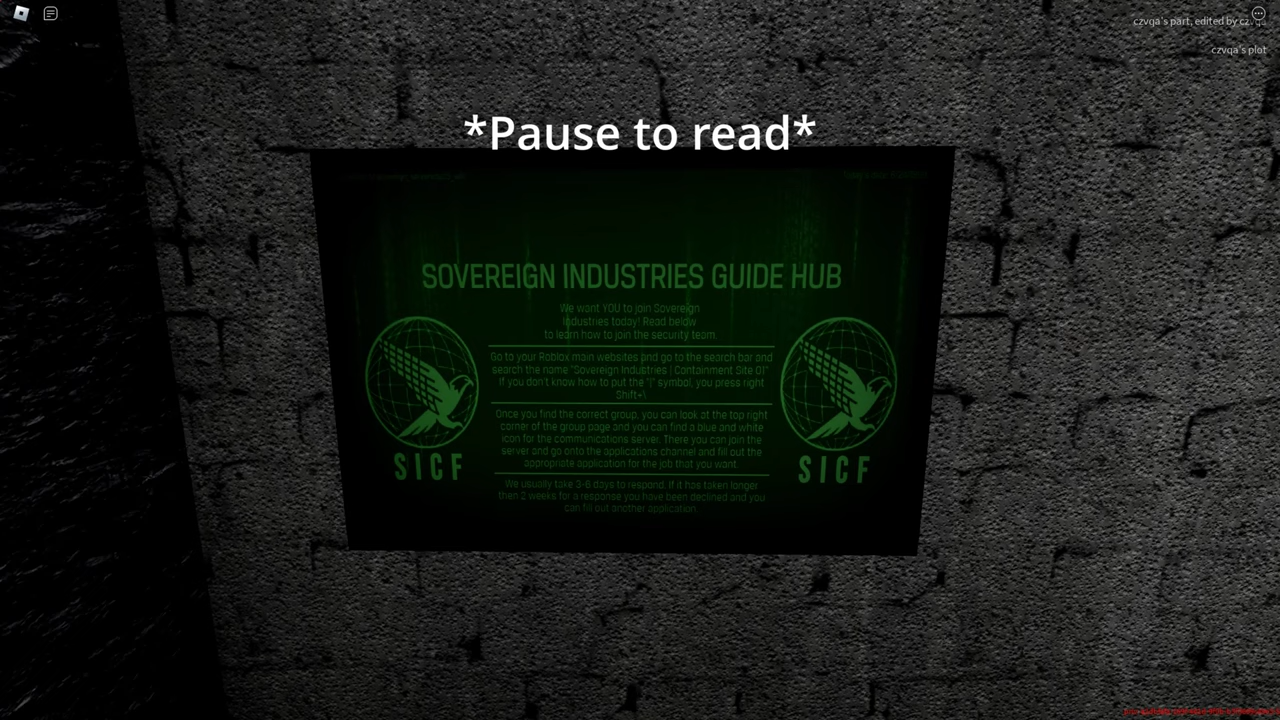 czvqa's part, edited by czvqa
czvqa's plot
*Pause to read*
SOVEREIGN INDUSTRIES GUIDE HUB
We want YOU to join Sovereign
Industries today! Read below
to learn how to join the security team.
Go to your Roblox main websites and go to the search bar and
search the name "Sovereign Industries | Containment Site 01"
If you don't know how to put the "|" symbol, you press right
Shift+\
Once you find the correct group, you can look at the top right
corner of the group page and you can find a blue and white
icon for the communications server. There you can join the
server and go onto the applications channel and fill out the
appropriate application for the job that you want.
We usually take 3-6 days to respond. If it has taken longer
then 2 weeks for a response you have been declined and you
can fill out another application.
SICF
SICF